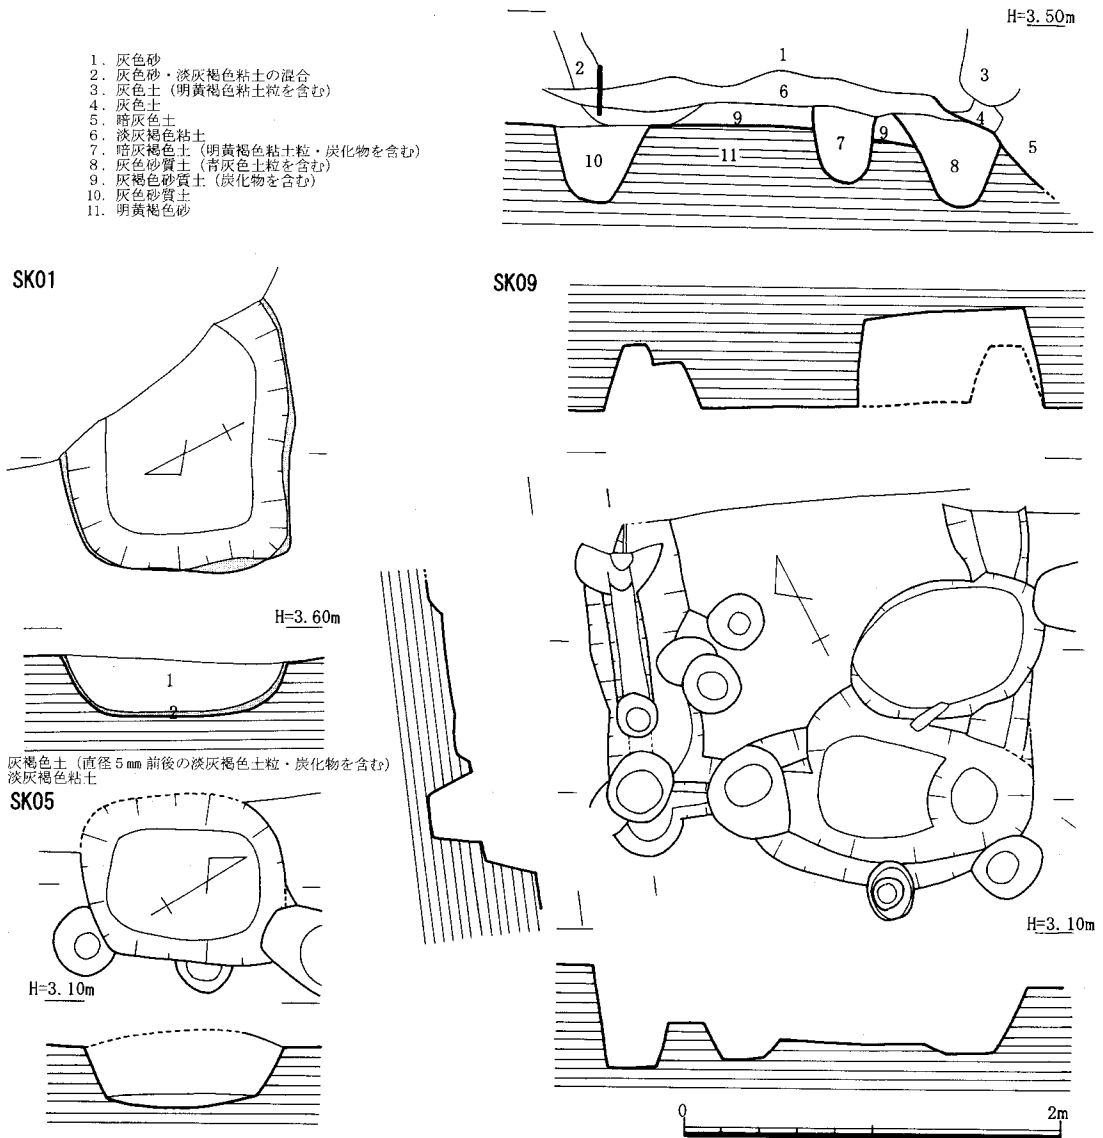 H=3.50m
1. 灰色砂
2. 灰色砂・淡灰褐色粘土の混合
3. 灰色土（明黄褐色粘土粒を含む）
4. 灰色土
5. 暗灰色土
6. 淡灰褐色粘土
7. 暗灰褐色土（明黄褐色粘土粒・炭化物を含む）
8. 灰色砂質土（青灰色土粒を含む）
9. 灰褐色砂質土（炭化物を含む）
10. 灰色砂質土
11. 明黄褐色砂
1
2
3
6
4
9
9
7
5
10
11
8
SK01
SK09
H=3.60m
1
2
灰褐色土（直径5㎜前後の淡灰褐色土粒・炭化物を含む）
淡灰褐色粘土
SK05
H=3.10m
H=3.10m
0
2m